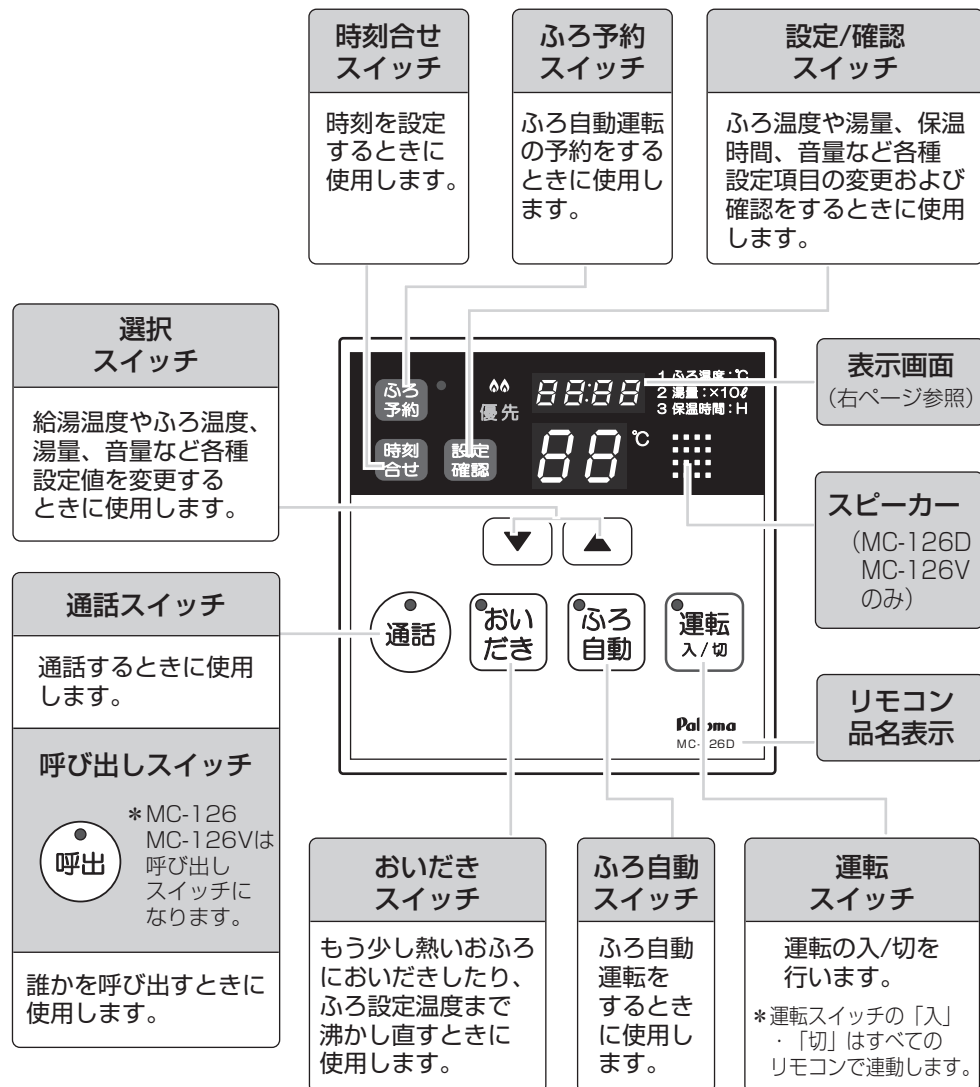 時刻合せ
スイッチ
時刻を設定
するときに
使用します。
ふろ予約
スイッチ
ふろ自動運転
の予約をする
ときに使用し
ます。
設定/確認
スイッチ
ふろ温度や湯量、保温
時間、音量など各種
設定項目の変更および
確認をするときに使用
します。
選択
スイッチ
給湯温度やふろ温度、
湯量、音量など各種
設定値を変更する
ときに使用します。
ふろ
予約
優先
88:88
1 ふろ温度:℃
2 湯量:×10ℓ
3 保温時間:H
時刻
合せ
設定
確認
88℃
表示画面
(右ページ参照)
スピーカー
(MC-126D
MC-126V
のみ)
通話スイッチ
通話するときに使用
します。
呼び出しスイッチ
呼出
*MC-126
MC-126Vは
呼び出し
スイッチに
なります。
誰かを呼び出すときに
使用します。
▼
▲
通話
おい
だき
ふろ
自動
運転
入/切
Paloma
MC-126D
リモコン
品名表示
おいだき
スイッチ
もう少し熱いおふろ
においだきしたり、
ふろ設定温度まで
沸かし直すときに
使用します。
ふろ自動
スイッチ
ふろ自動
運転を
するとき
に使用し
ます。
運転
スイッチ
運転の入/切を
行います。
*運転スイッチの「入」
・「切」はすべての
リモコンで連動します。